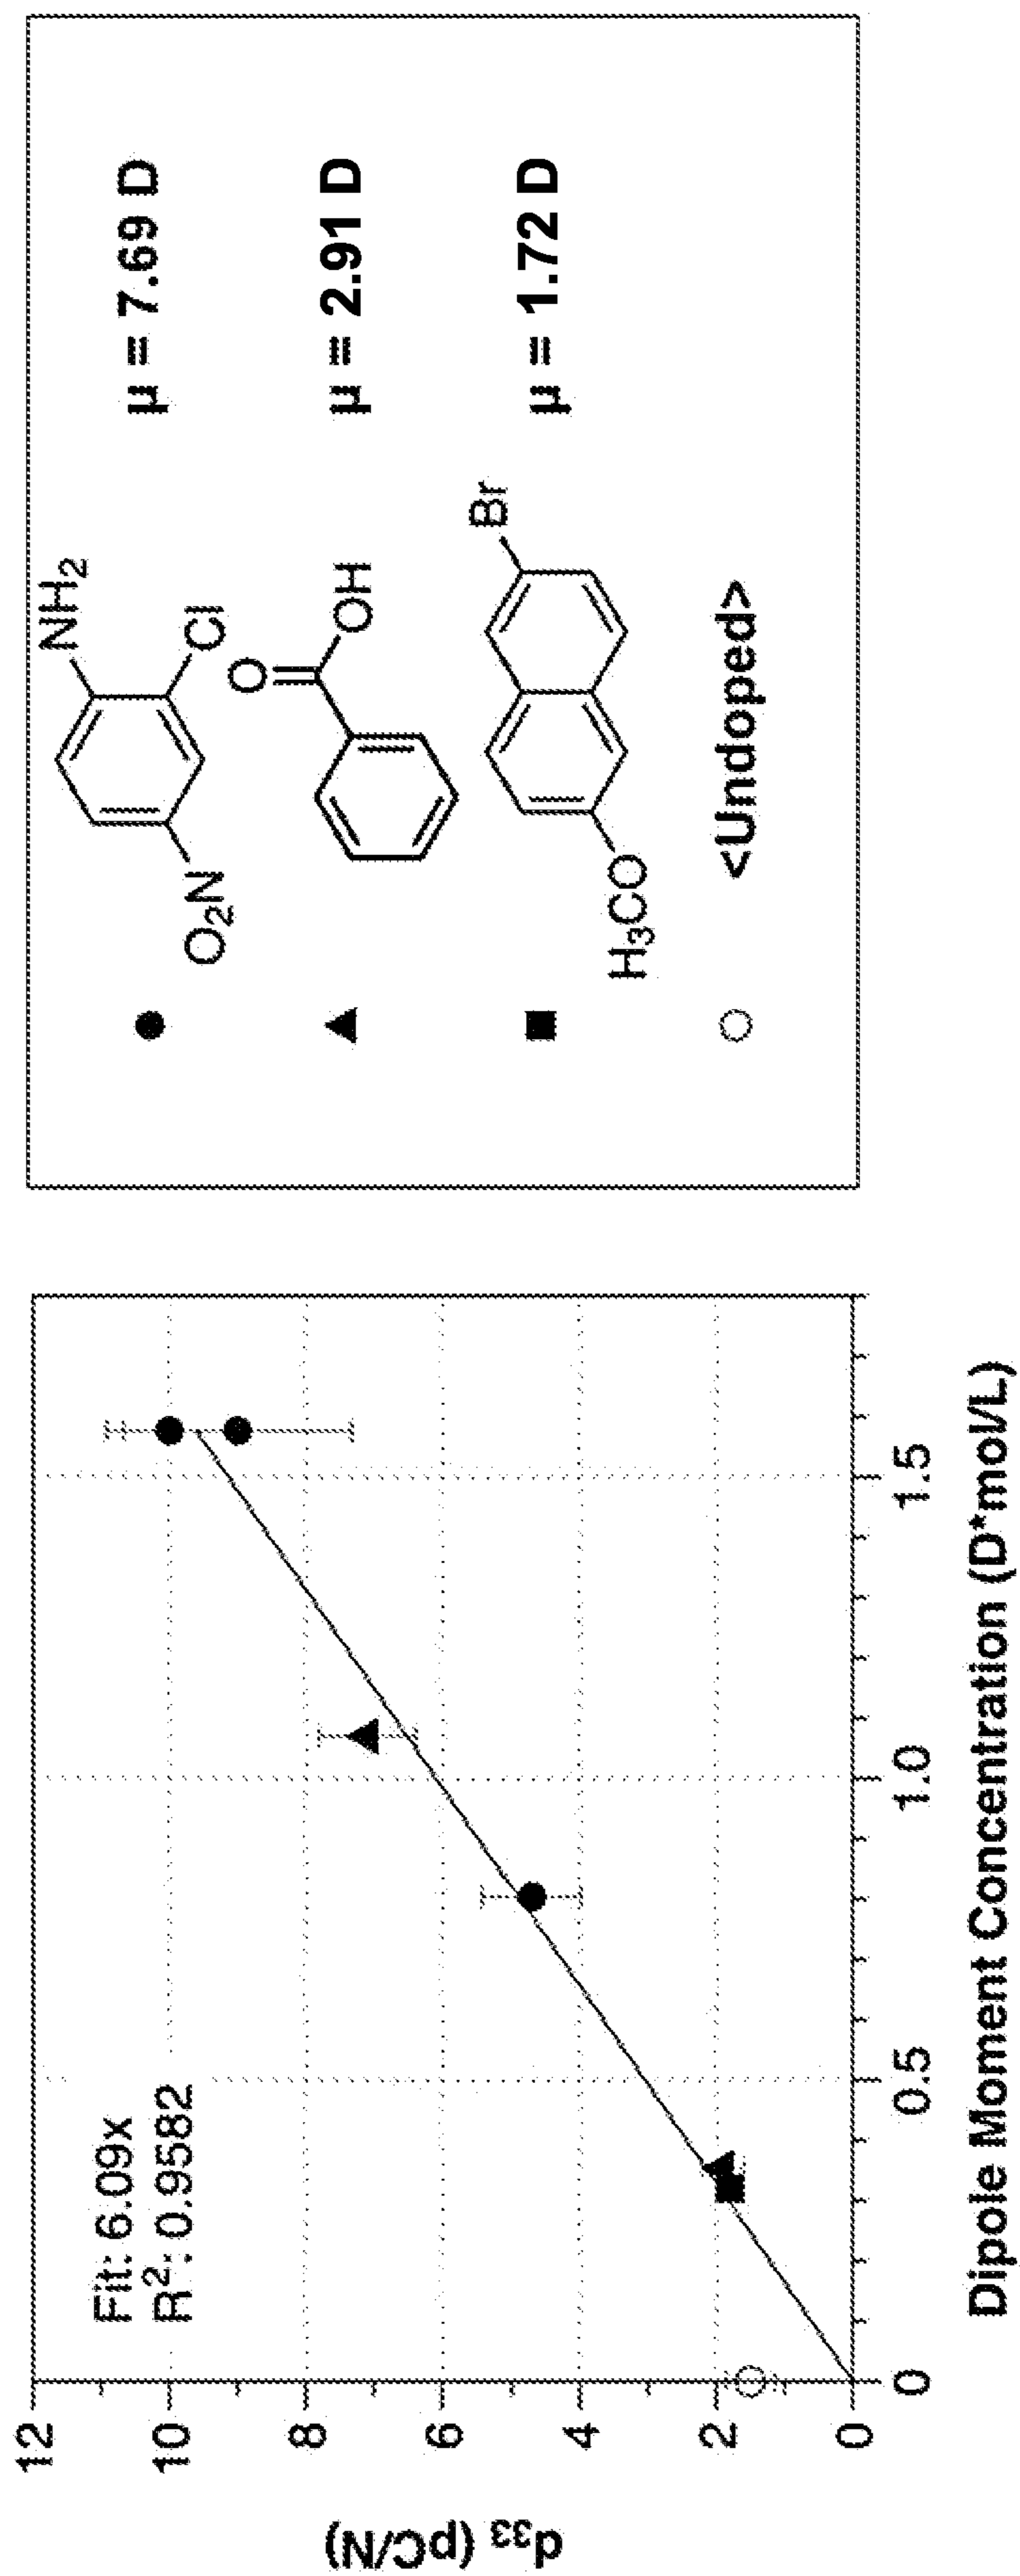 12
10
8
6
4
2
0
d33 (pC/N)
Fit: 6.09x
R2: 0.9582
0
0.5
1.0
1.5
Dipole Moment Concentration (D*mol/L)
O2N
NH2
Cl
μ = 7.69 D
O
OH
μ = 2.91 D
H3CO
Br
μ = 1.72 D
<Undoped>